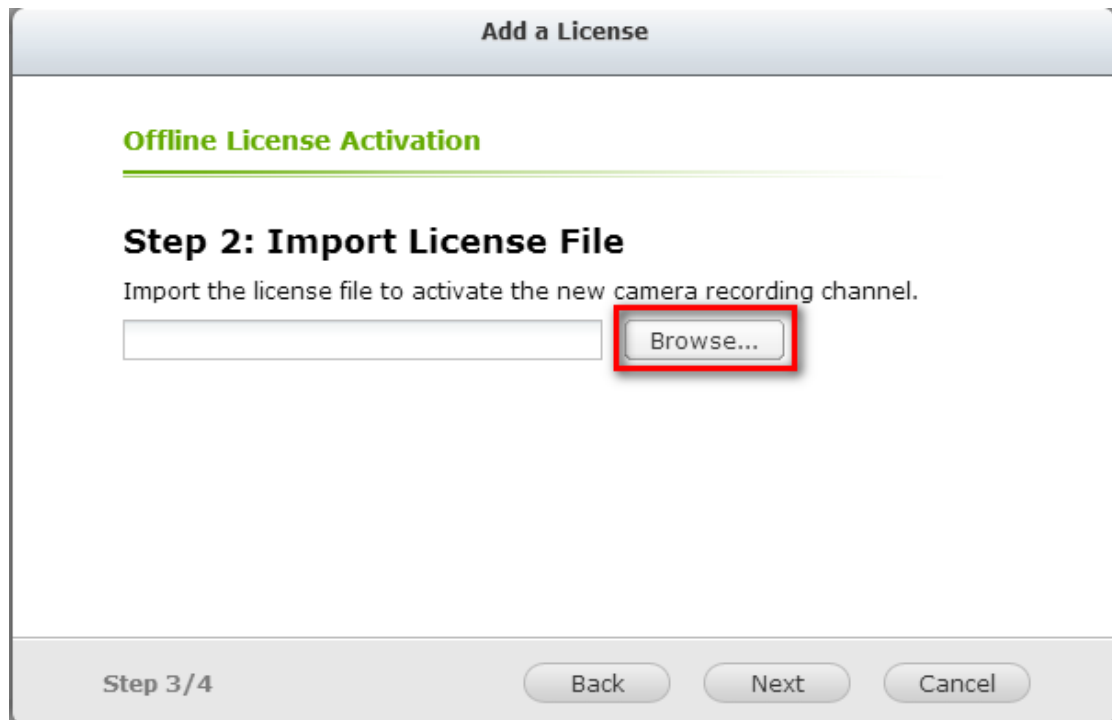 Add a License
Offline License Activation
Step 2: Import License File
Import the license file to activate the new camera recording channel.
Browse...
Step 3/4 Back Next Cancel